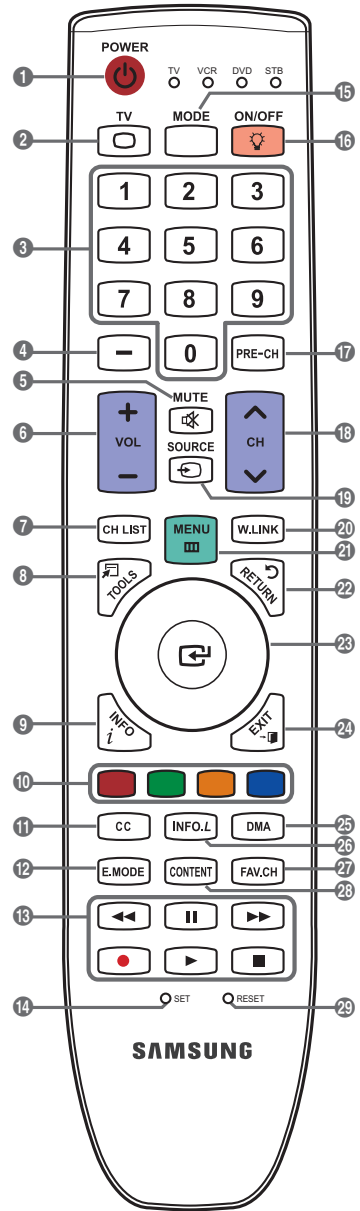 POWER
1
TV VCR DVD STB
15
TV MODE ON/OFF
2 16
1 2 3
3
4 5 6
7 8 9
4 − 0 PRE-CH 17
5 MUTE
6 + VOL − CH 18
SOURCE
19
7 CH LIST MENU W.LINK 20
21
8 TOOLS RETURN 22
23
9 INFO i EXIT 24
10
11 CC INFO.L DMA 25
26
12 E.MODE CONTENT FAV.CH 27
28
13
14 SET RESET 29
SAMSUNG